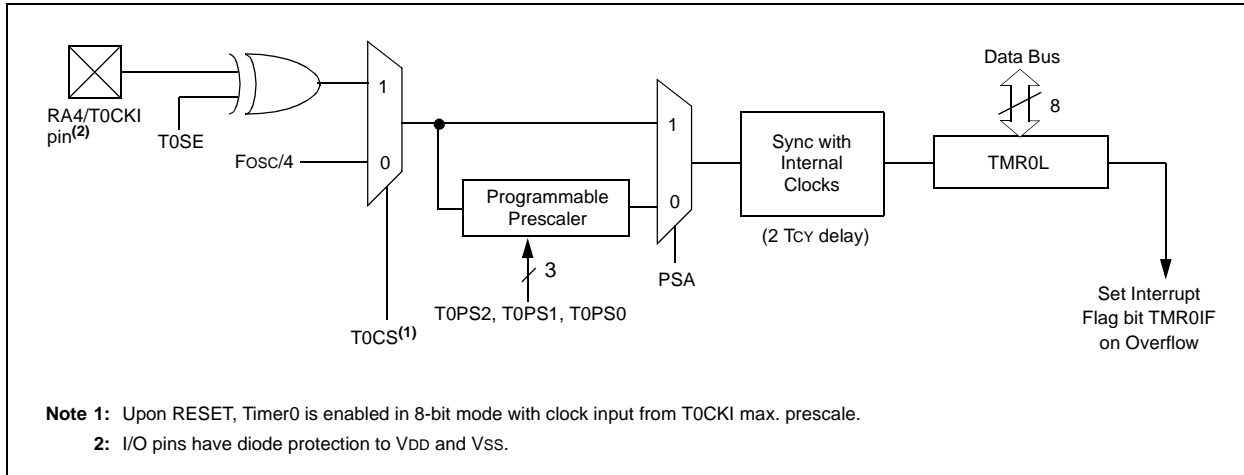 RA4/T0CKI
pin(2)
T0SE
FOSC/4
1
0
T0CS(1)
Programmable
Prescaler
3
T0PS2, T0PS1, T0PS0
1
0
PSA
Sync with
Internal
Clocks
(2 TCY delay)
Data Bus
8
TMR0L
Set Interrupt
Flag bit TMR0IF
on Overflow
Note 1: Upon RESET, Timer0 is enabled in 8-bit mode with clock input from T0CKI max. prescale.
2: I/O pins have diode protection to VDD and VSS.